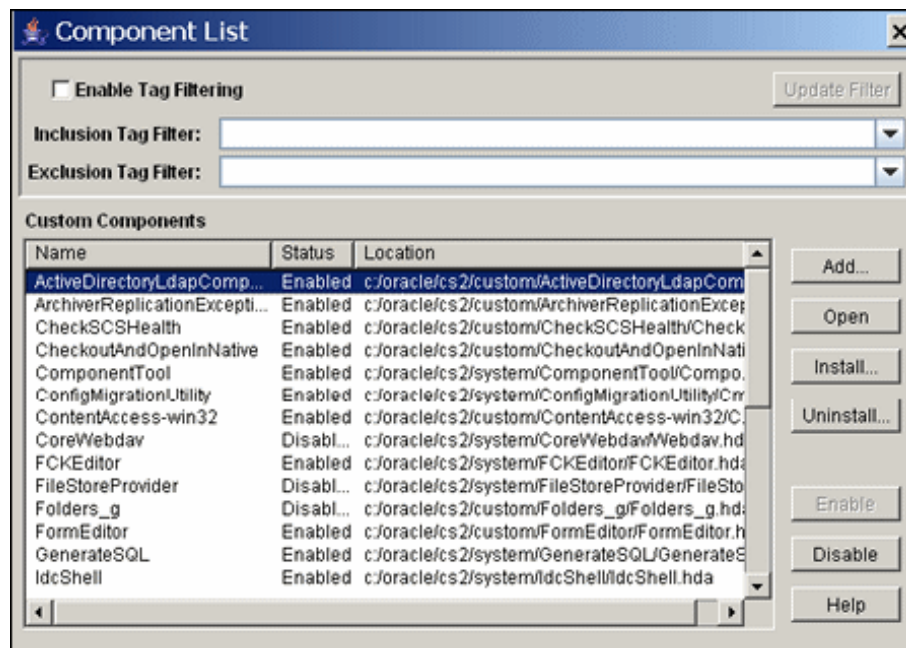 Component List
Enable Tag Filtering
Update Filter
Inclusion Tag Filter:
Exclusion Tag Filter:
Custom Components
Name Status Location
ActiveDirectoryLdapComp... Enabled c:/oracle/cs2/custom/ActiveDirectoryLdapCom
ArchiverReplicationExcepti... Enabled c:/oracle/cs2/custom/ArchiverReplicationExcep
CheckSCSHealth Enabled c:/oracle/cs2/custom/CheckSCSHealth/Check
CheckoutAndOpenInNative Enabled c:/oracle/cs2/custom/CheckoutAndOpenInNati
ComponentTool Enabled c:/oracle/cs2/system/ComponentTool/Compo.
ConfigMigrationUtility Enabled c:/oracle/cs2/system/ConfigMigrationUtility/Cm
ContentAccess-win32 Enabled c:/oracle/cs2/custom/ContentAccess-win32/C.
CoreWebdav Disabl... c:/oracle/cs2/system/CoreWebdav/Webdav.hd
FCKEditor Enabled c:/oracle/cs2/system/FCKEditor/FCKEditor.hda
FileStoreProvider Disabl... c:/oracle/cs2/system/FileStoreProvider/FileSto
Folders_g Disabl... c:/oracle/cs2/custom/Folders_g/Folders_g.hda
FormEditor Enabled c:/oracle/cs2/custom/FormEditor/FormEditor.h
GenerateSQL Enabled c:/oracle/cs2/system/GenerateSQL/GenerateS
IdcShell Enabled c:/oracle/cs2/system/IdcShell/IdcShell.hda
Add...
Open
Install...
Uninstall...
Enable
Disable
Help